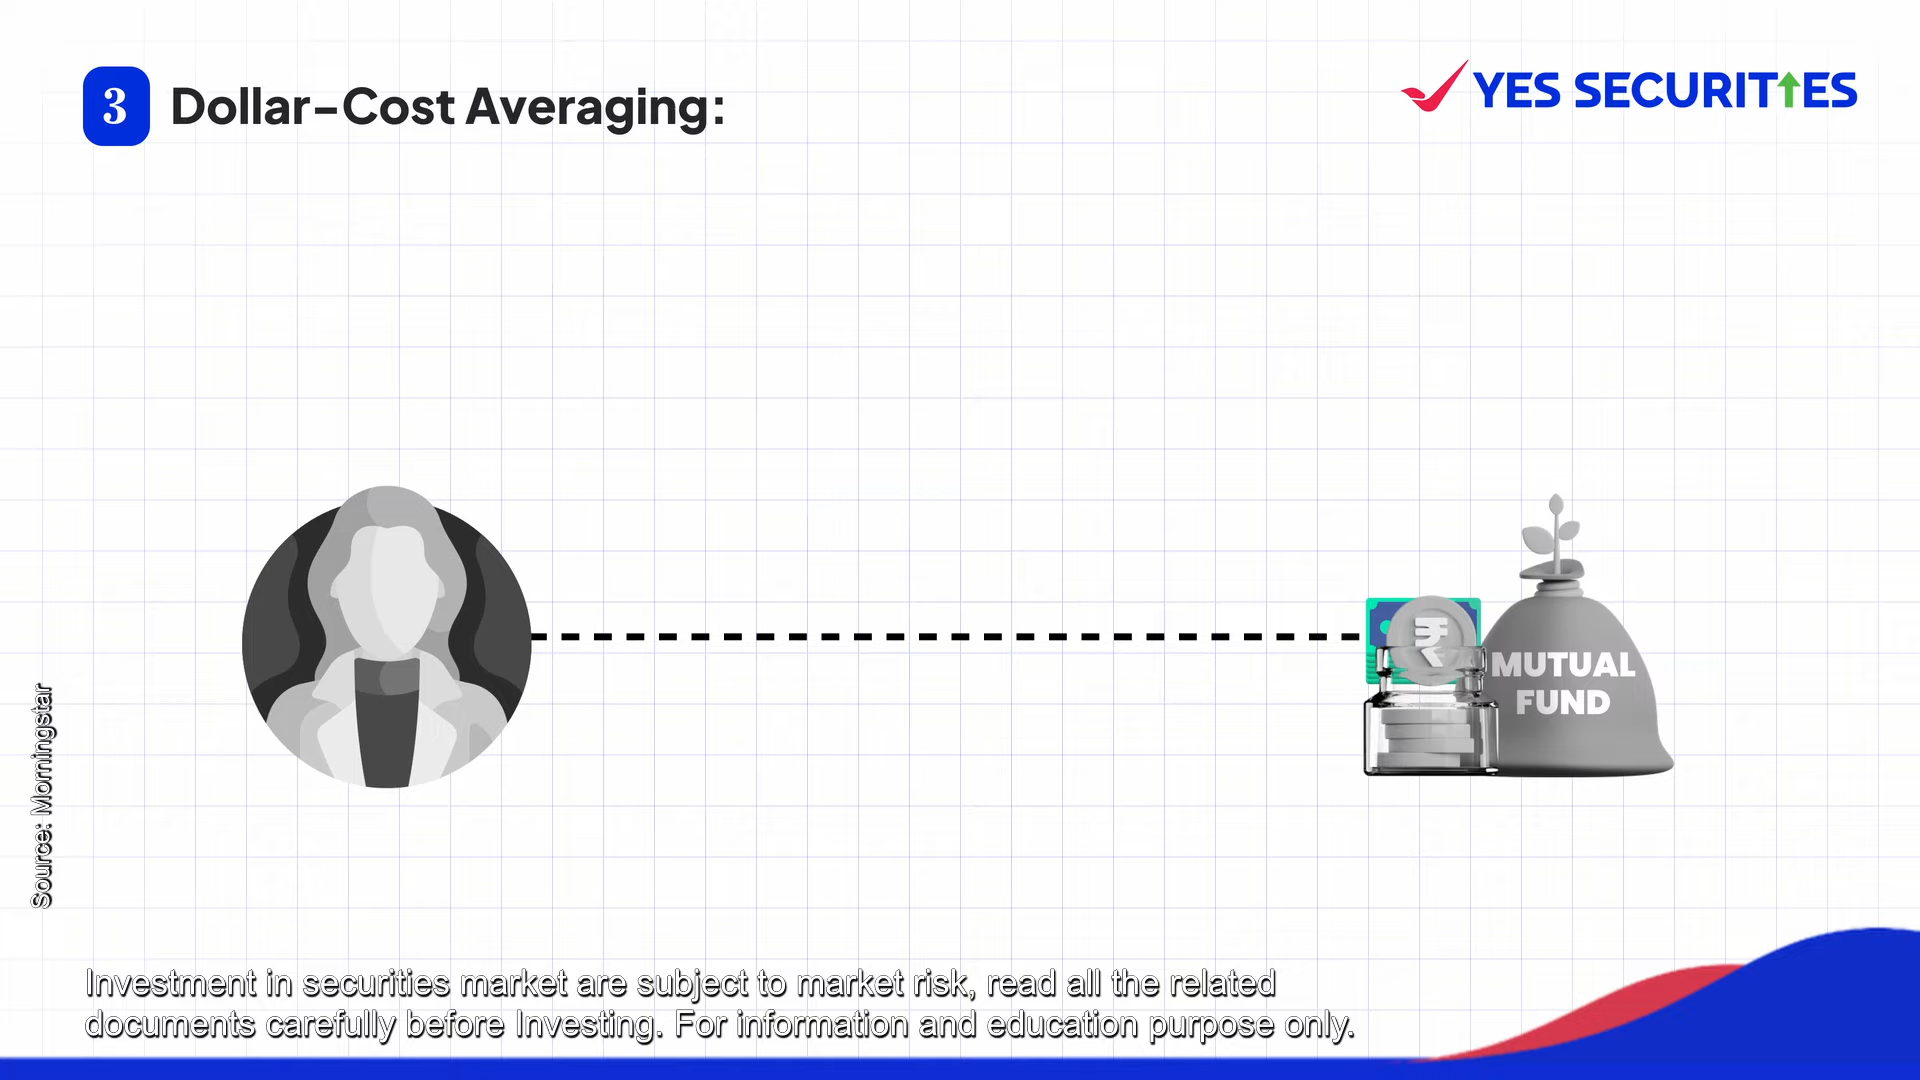 3 Dollar-Cost Averaging:
YES SECURITIES
₹
MUTUAL
FUND
Source: Morningstar
Investment in securities market are subject to market risk, read all the related
documents carefully before Investing. For information and education purpose only.